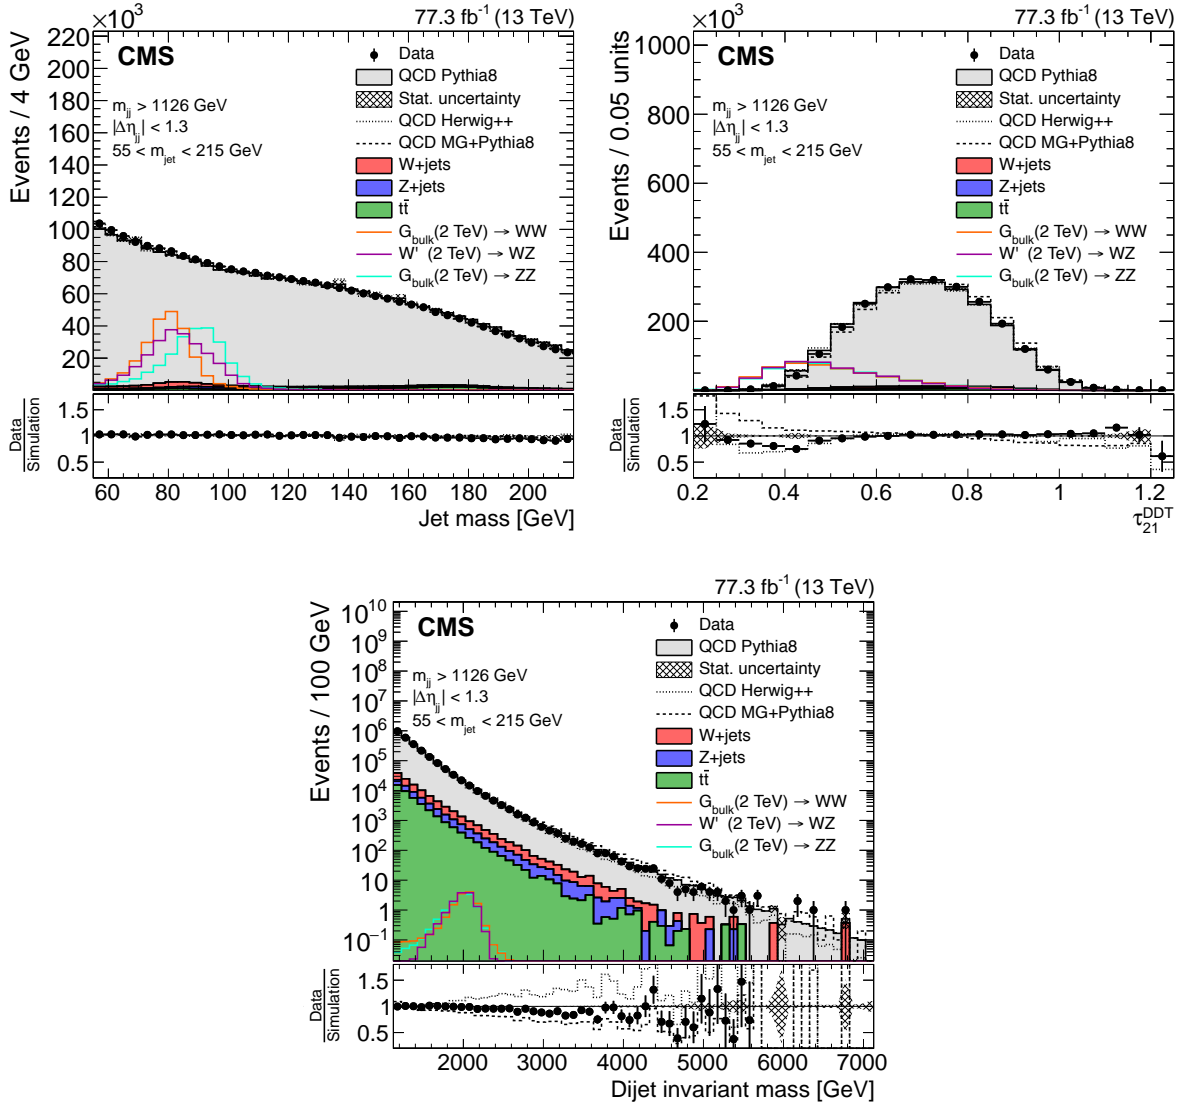 ×10³
77.3 fb⁻¹ (13 TeV)
Events / 4 GeV
220
200
180
160
140
120
100
80
60
40
20
CMS
m_jj > 1126 GeV
|Δη_jj| < 1.3
55 < m_jet < 215 GeV
Data
QCD Pythia8
Stat. uncertainty
QCD Herwig++
QCD MG+Pythia8
W+jets
Z+jets
tt̄
G_bulk(2 TeV) → WW
W' (2 TeV) → WZ
G_bulk(2 TeV) → ZZ
Data
Simulation
1.5
1
0.5
60 80 100 120 140 160 180 200
Jet mass [GeV]
×10³
77.3 fb⁻¹ (13 TeV)
Events / 0.05 units
1000
800
600
400
200
CMS
m_jj > 1126 GeV
|Δη_jj| < 1.3
55 < m_jet < 215 GeV
Data
QCD Pythia8
Stat. uncertainty
QCD Herwig++
QCD MG+Pythia8
W+jets
Z+jets
tt̄
G_bulk(2 TeV) → WW
W' (2 TeV) → WZ
G_bulk(2 TeV) → ZZ
Data
Simulation
1.5
1
0.5
0.2 0.4 0.6 0.8 1 1.2
τ₂₁^DDT
77.3 fb⁻¹ (13 TeV)
Events / 100 GeV
10¹⁰
10⁹
10⁸
10⁷
10⁶
10⁵
10⁴
10³
10²
10
1
10⁻¹
CMS
m_jj > 1126 GeV
|Δη_jj| < 1.3
55 < m_jet < 215 GeV
Data
QCD Pythia8
Stat. uncertainty
QCD Herwig++
QCD MG+Pythia8
W+jets
Z+jets
tt̄
G_bulk(2 TeV) → WW
W' (2 TeV) → WZ
G_bulk(2 TeV) → ZZ
Data
Simulation
1.5
1
0.5
2000 3000 4000 5000 6000 7000
Dijet invariant mass [GeV]